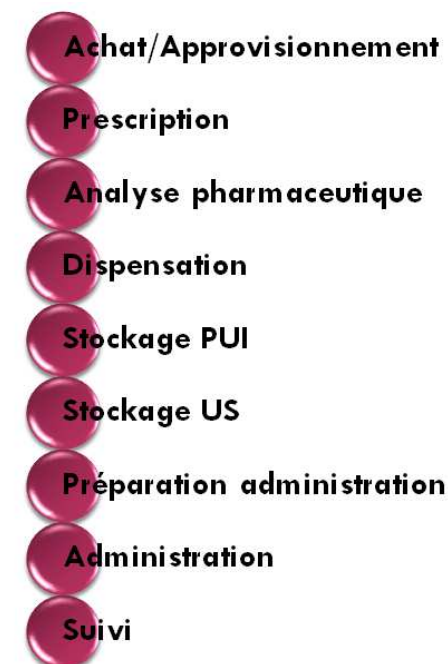 Achat/Approvisionnement
Prescription
Analyse pharmaceutique
Dispensation
Stockage PUI
Stockage US
Préparation administration
Administration
Suivi